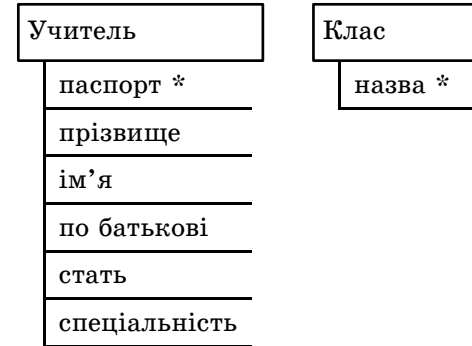 Учитель
паспорт *
прізвище
ім’я
по батькові
стать
спеціальність
Клас
назва *